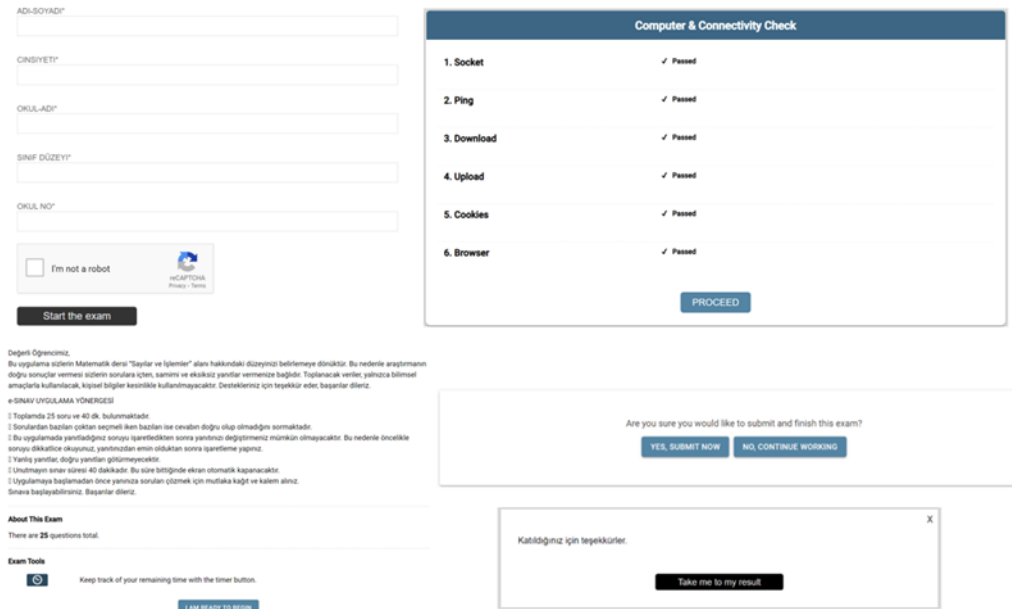 ADI-SOYADI*
CINSIYETI*
OKUL-ADI*
SINIF DÜZEYI*
OKUL NO*
I'm not a robot
reCAPTCHA
Privacy - Terms
Start the exam
Computer & Connectivity Check
1. Socket ✓ Passed
2. Ping ✓ Passed
3. Download ✓ Passed
4. Upload ✓ Passed
5. Cookies ✓ Passed
6. Browser ✓ Passed
PROCEED
Değerli Öğrencimiz,
Bu uygulama sizlerin Matematik dersi "Sayılar ve İşlemler" alanı hakkındaki düzeyinizi belirlemeye dönüktür. Bu nedenle araştırmanın
doğru sonuçlar vermesi sizlerin sorulara içten, samimi ve eksiksiz yanıtlar vermenize bağlıdır. Toplanacak veriler, yalnızca bilimsel
amaçlarla kullanılacak, kişisel bilgiler kesinlikle kullanılmayacaktır. Destekleriniz için teşekkür eder, başarılar dileriz.
e-SINAV UYGULAMA YÖNERGESİ
Toplamda 25 soru ve 40 dk. bulunmaktadır.
Sorulardan bazıları çoktan seçmeli iken bazıları ise cevabın doğru olup olmadığını sormaktadır.
Bu uygulamada yanıtladığınız soruyu işaretledikten sonra yanıtınızı değiştirmeniz mümkün olmayacaktır. Bu nedenle öncelikle
soruyu dikkatlice okuyunuz, yanıtınızdan emin olduktan sonra işaretleme yapınız.
Yanlış yanıtlar, doğru yanıtları götürmeyecektir.
Unutmayın sınav süresi 40 dakikadır. Bu süre bittiğinde ekran otomatik kapanacaktır.
Uygulamaya başlamadan önce yanınıza soruları çözmek için mutlaka kağıt ve kalem alınız.
Sınava başlayabilirsiniz. Başarılar dileriz.
About This Exam
There are 25 questions total.
Exam Tools
Keep track of your remaining time with the timer button.
I AM READY TO BEGIN
Are you sure you would like to submit and finish this exam?
YES, SUBMIT NOW NO, CONTINUE WORKING
X
Katıldığınız için teşekkürler.
Take me to my result